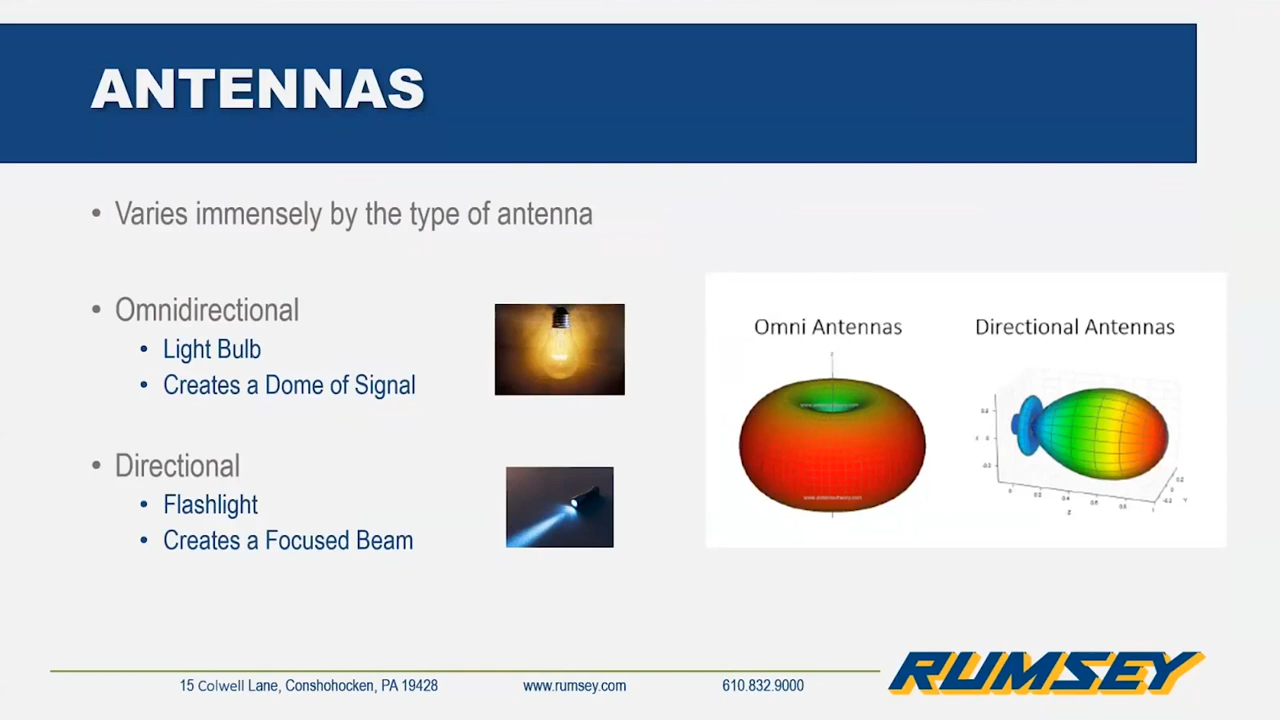 ANTENNAS
• Varies immensely by the type of antenna
• Omnidirectional
• Light Bulb
• Creates a Dome of Signal
• Directional
• Flashlight
• Creates a Focused Beam
Omni Antennas
Directional Antennas
15 Colwell Lane, Conshohocken, PA 19428
www.rumsey.com
610.832.9000
RUMSEY